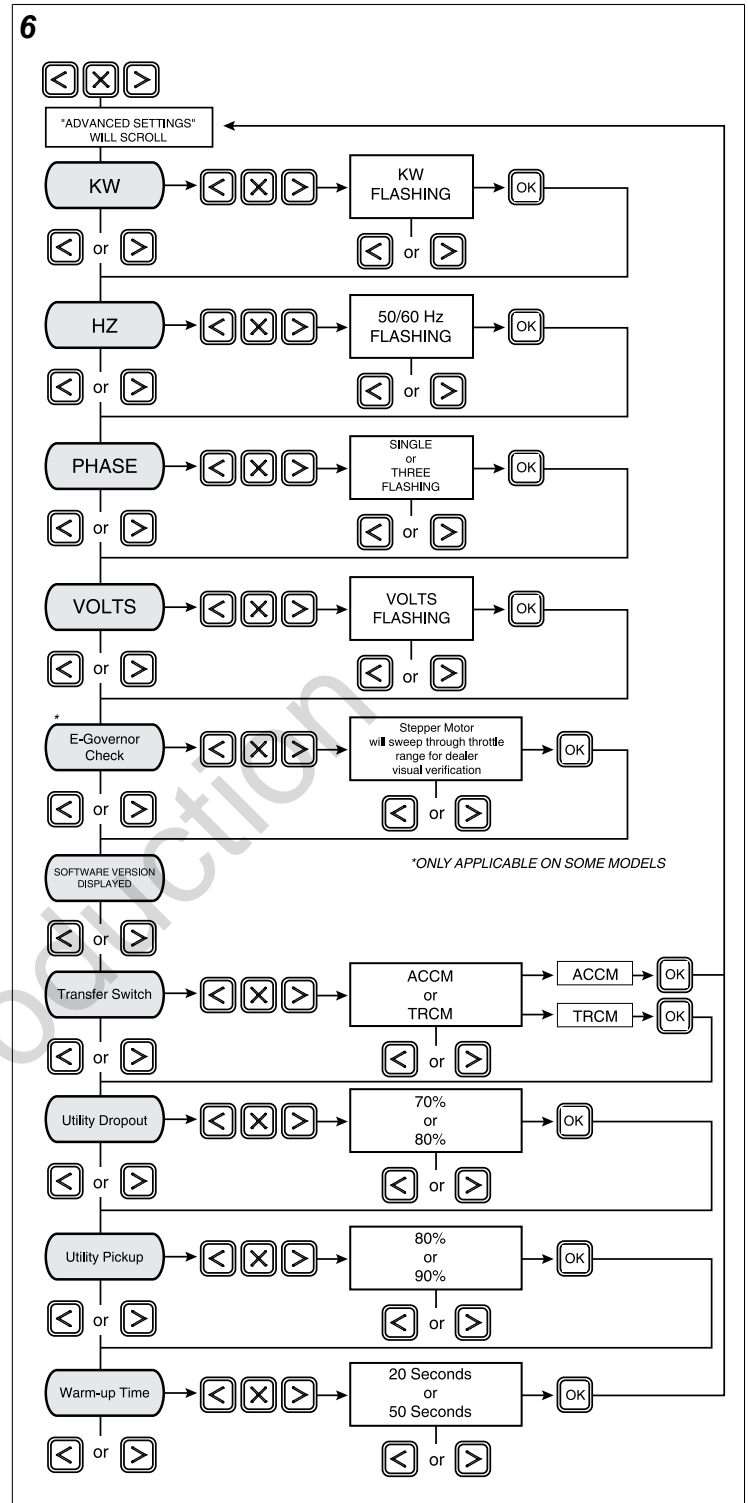 6
< X >
"ADVANCED SETTINGS"
WILL SCROLL
KW
< X >
KW
FLASHING
OK
< or >
< or >
HZ
< X >
50/60 Hz
FLASHING
OK
< or >
< or >
PHASE
< X >
SINGLE
or
THREE
FLASHING
OK
< or >
< or >
VOLTS
< X >
VOLTS
FLASHING
OK
< or >
< or >
*
E-Governor
Check
< X >
Stepper Motor
will sweep through throttle
range for dealer
visual verification
OK
< or >
< or >
SOFTWARE VERSION
DISPLAYED
*ONLY APPLICABLE ON SOME MODELS
< or >
Transfer Switch
< X >
ACCM
or
TRCM
ACCM
OK
TRCM
OK
< or >
< or >
Utility Dropout
< X >
70%
or
80%
OK
< or >
< or >
Utility Pickup
< X >
80%
or
90%
OK
< or >
< or >
Warm-up Time
< X >
20 Seconds
or
50 Seconds
OK
< or >
< or >
oduction